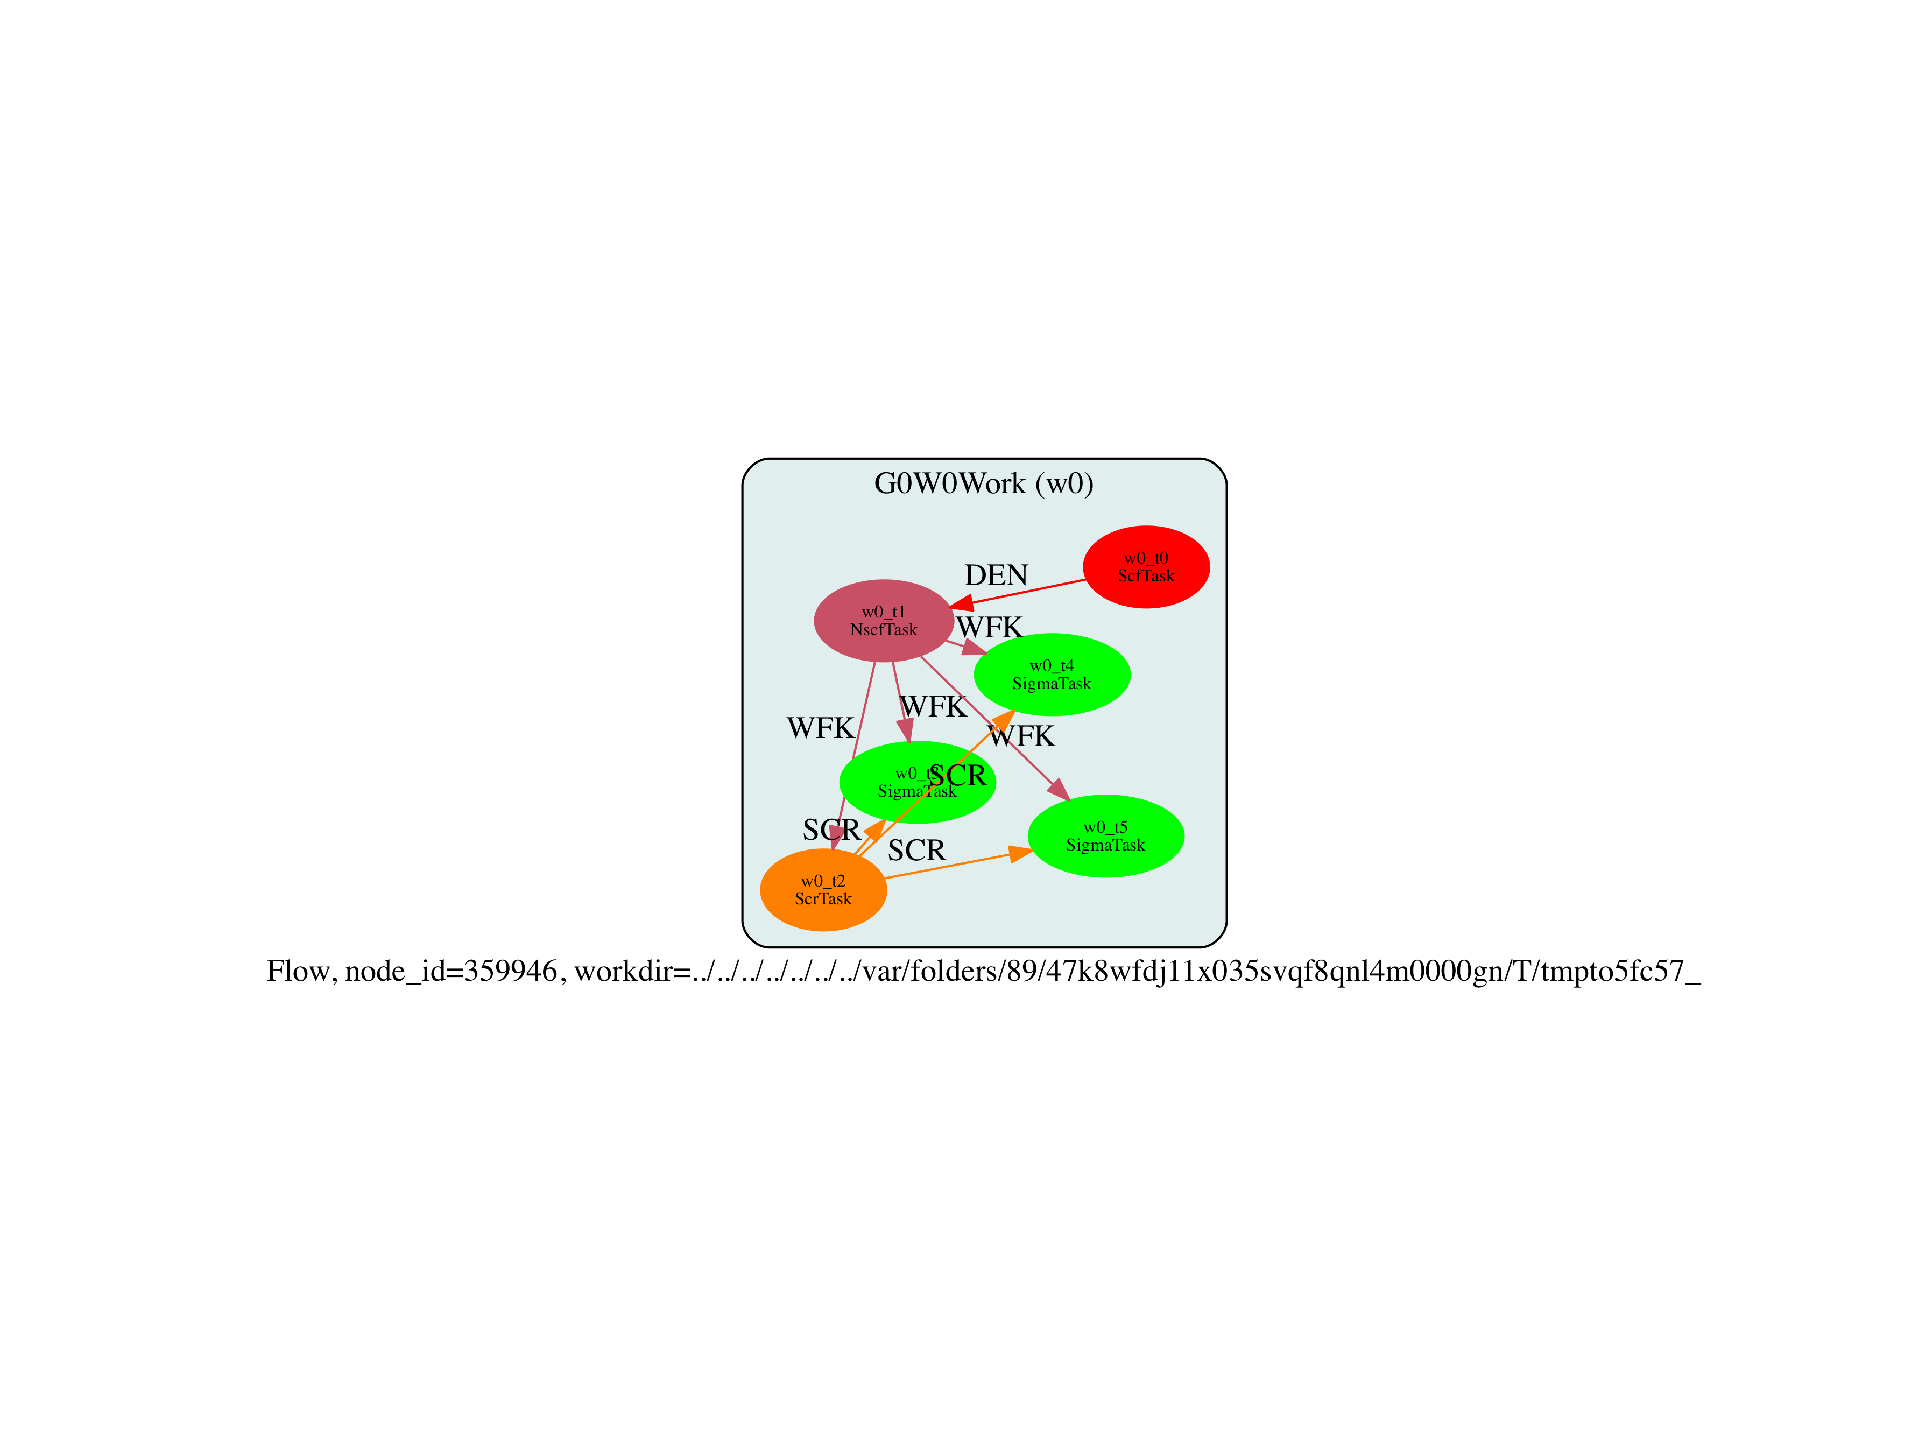 G0W0Work (w0)
w0_t0
ScfTask
DEN
w0_t1
NscfTask
WFK
w0_t4
SigmaTask
WFK
WFK
WFK
SCR
SigmaTask
SCR
SCR
w0_t5
SigmaTask
w0_t2
ScrTask
Flow, node_id=359946, workdir=../../../../../../../var/folders/89/47k8wfdj11x035svqf8qnl4m0000gn/T/tmpto5fc57_